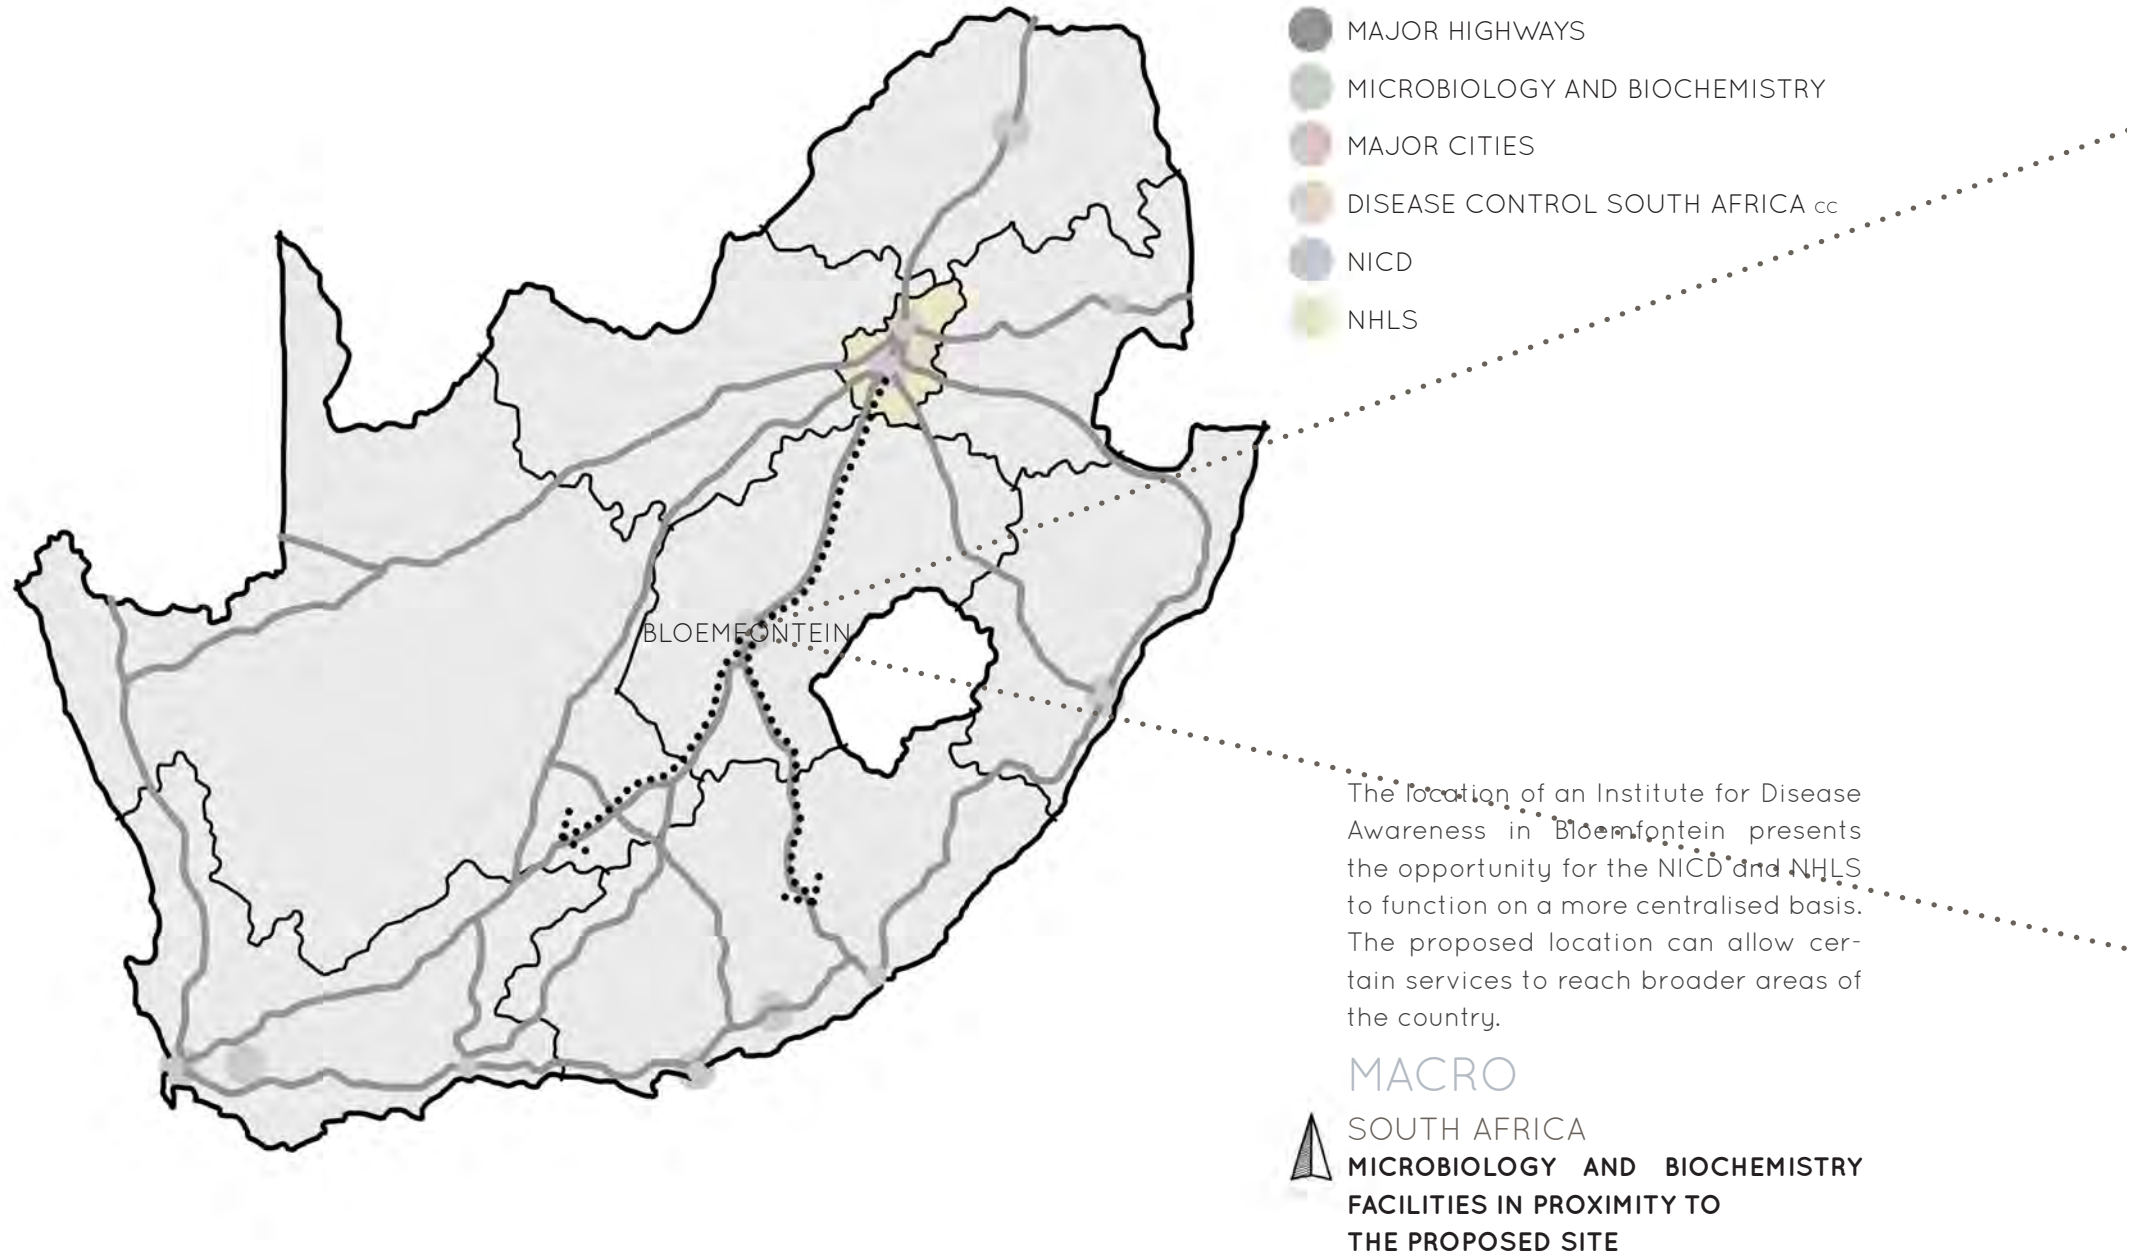 MAJOR HIGHWAYS
MICROBIOLOGY AND BIOCHEMISTRY
MAJOR CITIES
DISEASE CONTROL SOUTH AFRICA CC
NICD
NHLS
BLOEMFONTEIN
The location of an Institute for Disease
Awareness in Bloemfontein presents
the opportunity for the NICD and NHLS
to function on a more centralised basis.
The proposed location can allow cer-
tain services to reach broader areas of
the country.
MACRO
SOUTH AFRICA
MICROBIOLOGY AND BIOCHEMISTRY
FACILITIES IN PROXIMITY TO
THE PROPOSED SITE